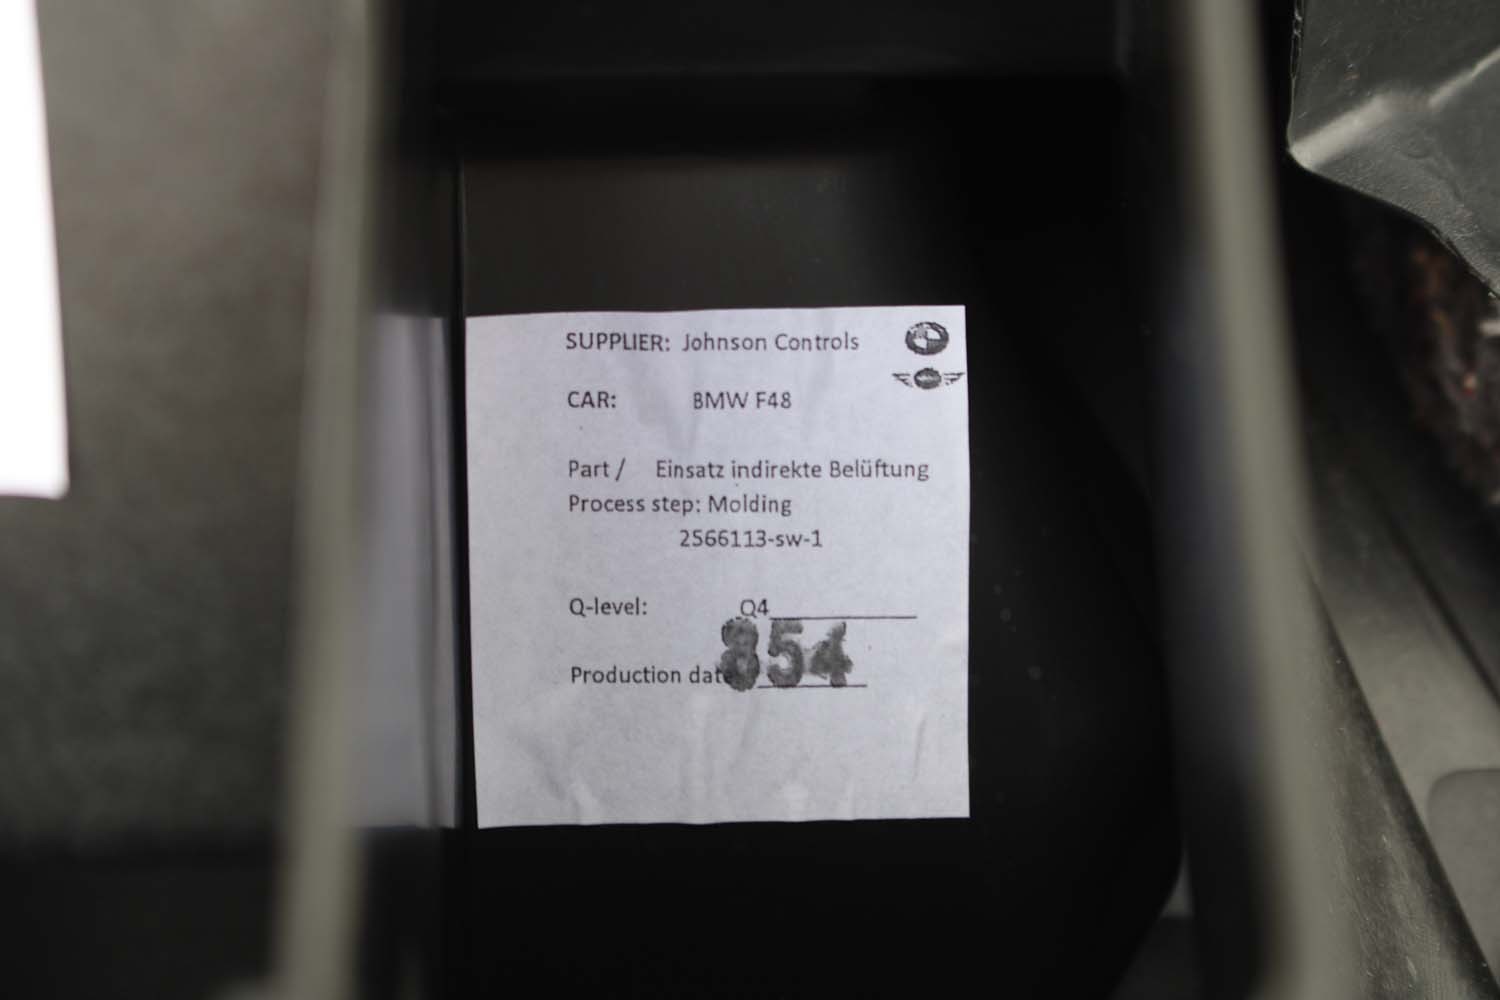 SUPPLIER: Johnson Controls
CAR: BMW F48
Part / Einsatz indirekte Belüftung
Process step: Molding
2566113-sw-1
Q-level: Q4
854
Production date